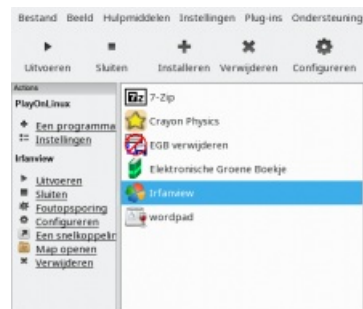 Bestand Beeld Hulpmiddelen Instellingen Plug-ins Ondersteuning
Uitvoeren Sluiten Installeren Verwijderen Configureren
Actions
PlayOnLinux
Een programma
Instellingen
Irfanview
Uitvoeren
Sluiten
Foutopsporing
Configureren
Een snelkoppelin
Map openen
Verwijderen
7-Zip
Crayon Physics
EGB verwijderen
Elektronische Groene Boekje
Irfanview
wordpad